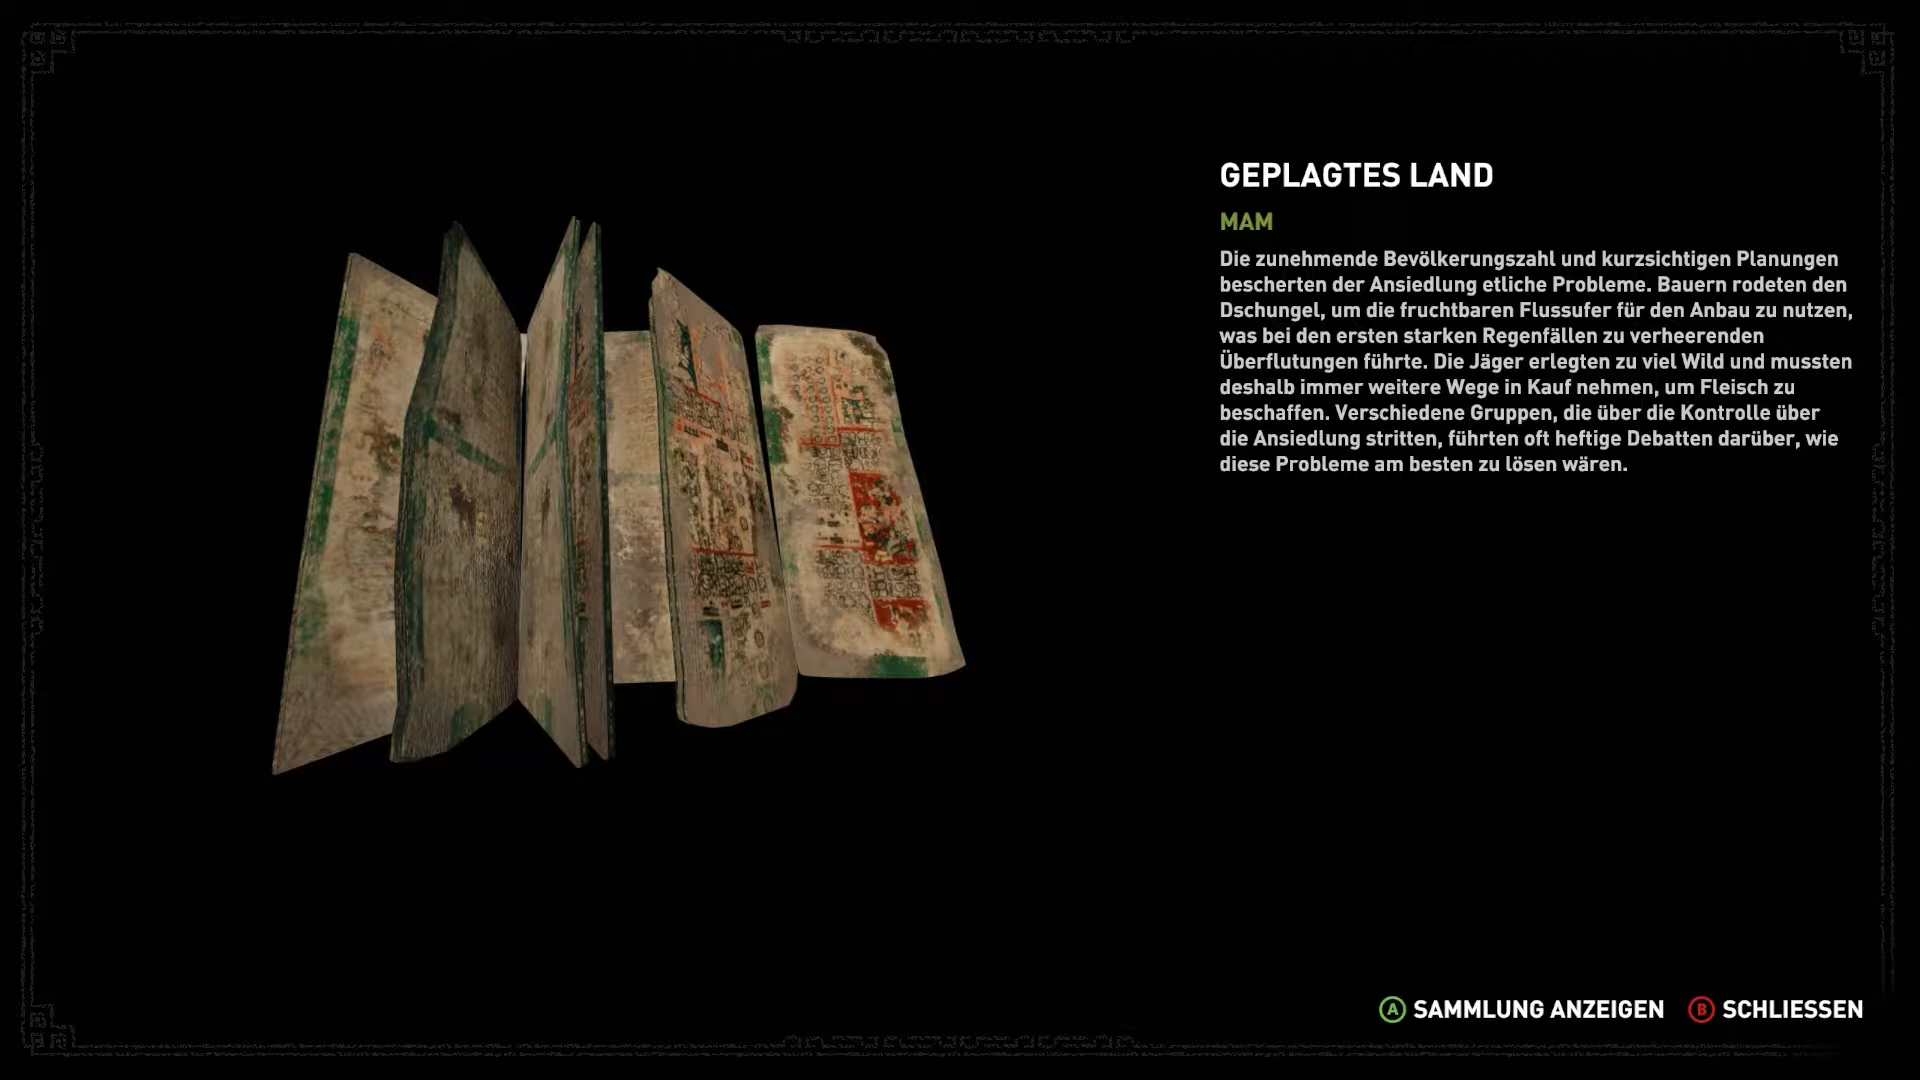 GEPLAGTES LAND
MAM
Die zunehmende Bevölkerungszahl und kurzsichtigen Planungen
bescherten der Ansiedlung etliche Probleme. Bauern rodeten den
Dschungel, um die fruchtbaren Flussufer für den Anbau zu nutzen,
was bei den ersten starken Regenfällen zu verheerenden
Überflutungen führte. Die Jäger erlegten zu viel Wild und mussten
deshalb immer weitere Wege in Kauf nehmen, um Fleisch zu
beschaffen. Verschiedene Gruppen, die über die Kontrolle über
die Ansiedlung stritten, führten oft heftige Debatten darüber, wie
diese Probleme am besten zu lösen wären.
A SAMMLUNG ANZEIGEN B SCHLIESSEN